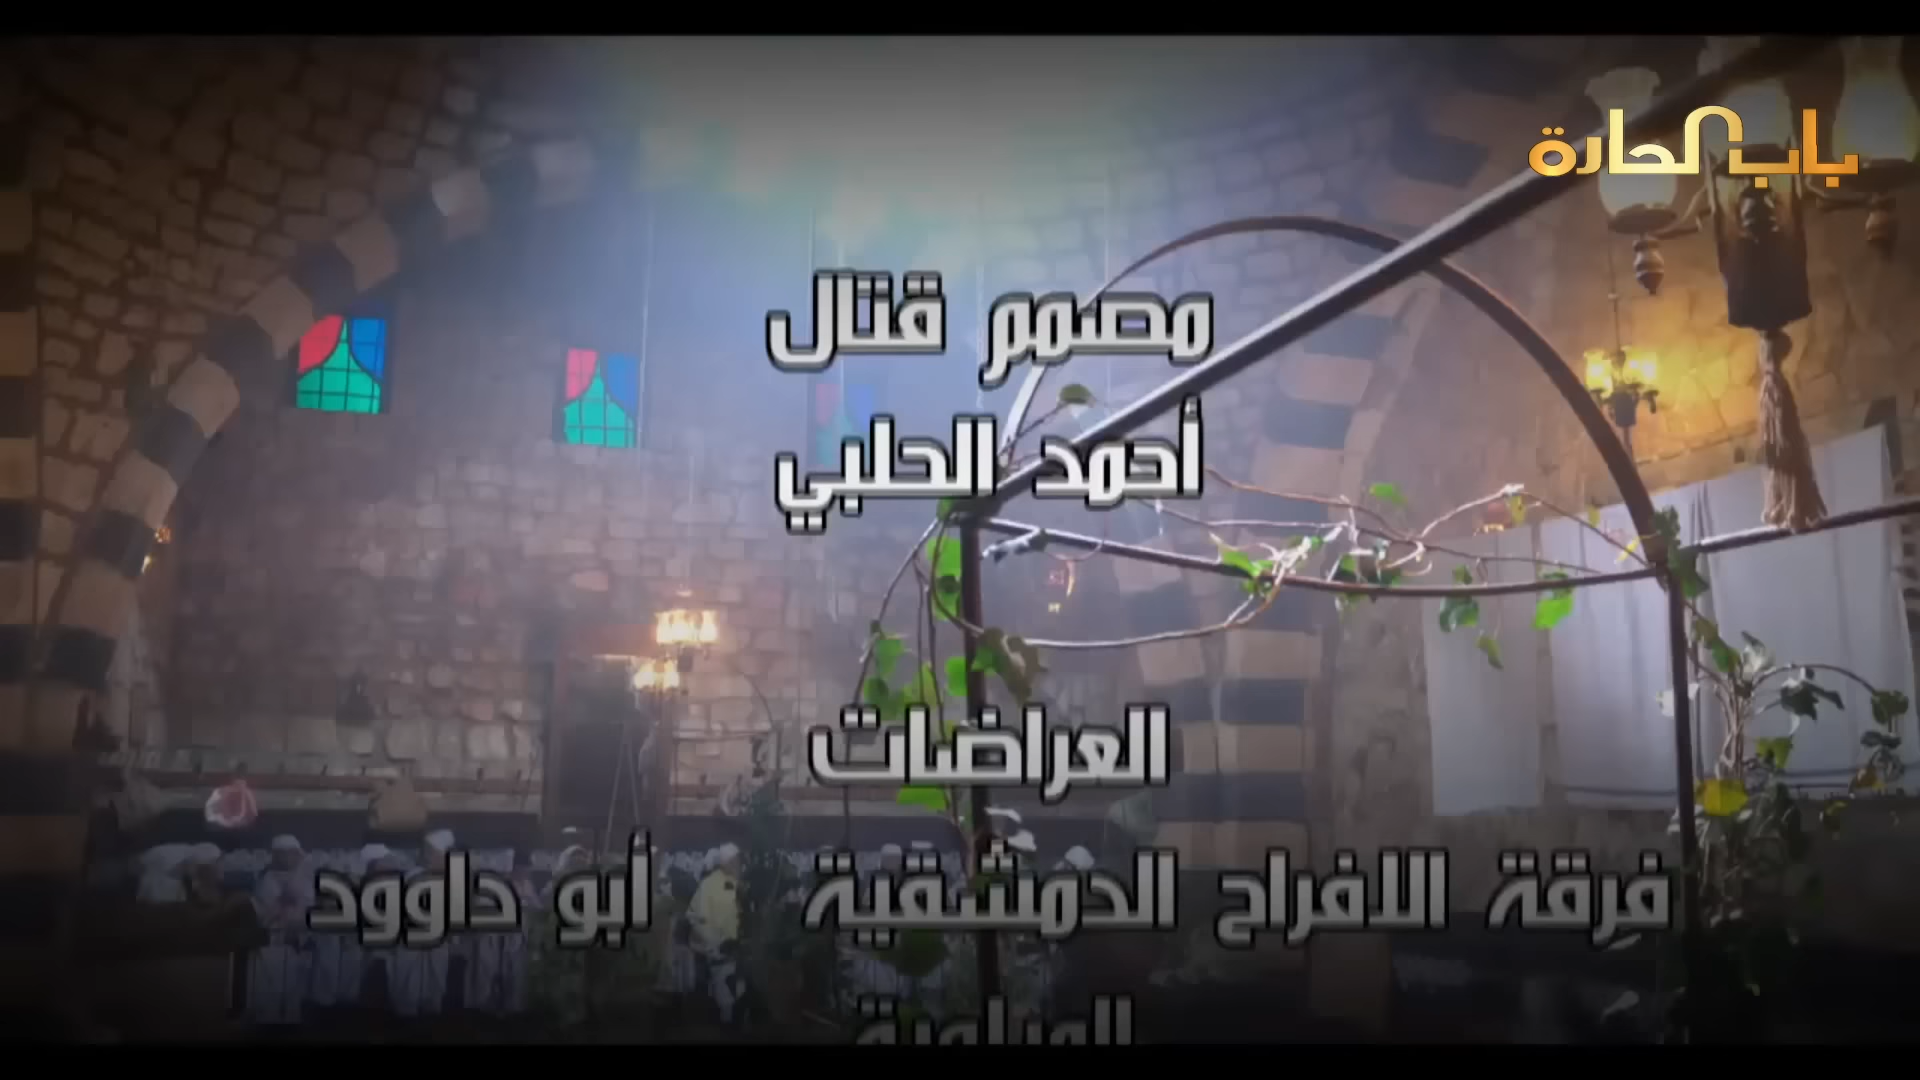 باب الحارة
مصمم قتال
أحمد الحلبي
العراضات
فرقة الافراح الدمشقية أبو داوود